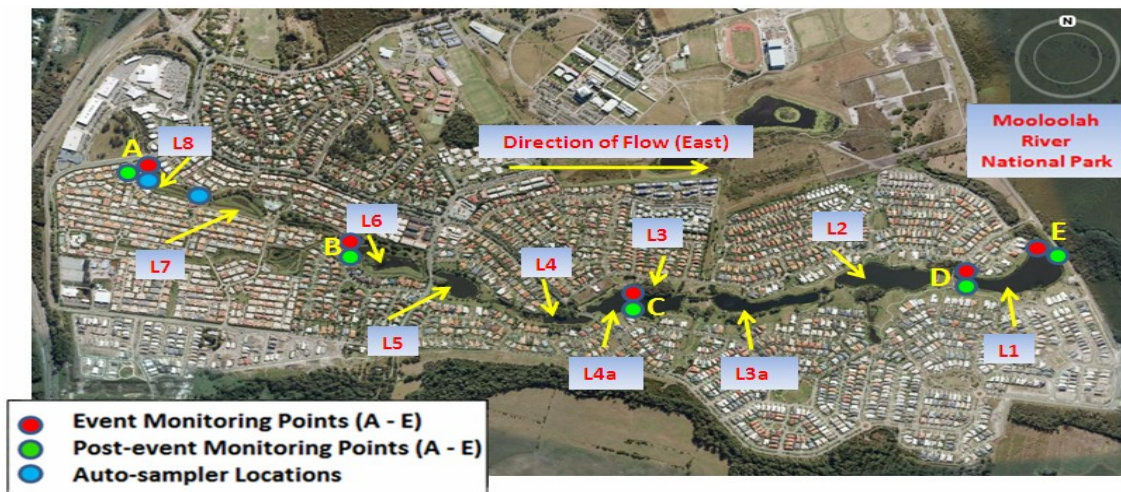 N
Mooloolah
River
National Park
Direction of Flow (East)
A
L8
L7
L6
B
L5
L4
L3
C
L4a
L3a
L2
E
D
L1
Event Monitoring Points (A - E)
Post-event Monitoring Points (A - E)
Auto-sampler Locations